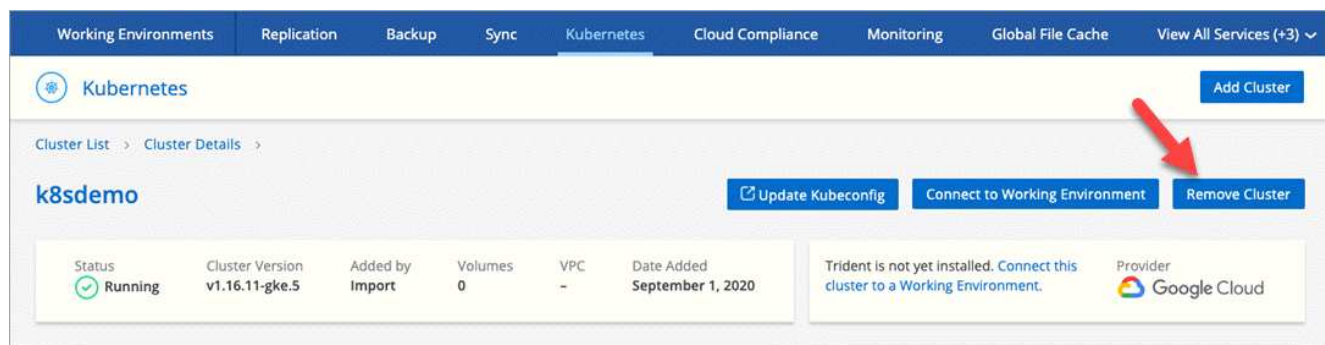 Working Environments Replication Backup Sync Kubernetes Cloud Compliance Monitoring Global File Cache View All Services (+3)
Kubernetes Add Cluster
Cluster List > Cluster Details >
k8sdemo Update Kubeconfig Connect to Working Environment Remove Cluster
Status Cluster Version Added by Volumes VPC Date Added
Running v1.16.11-gke.5 Import 0 – September 1, 2020
Trident is not yet installed. Connect this
cluster to a Working Environment.
Provider
Google Cloud